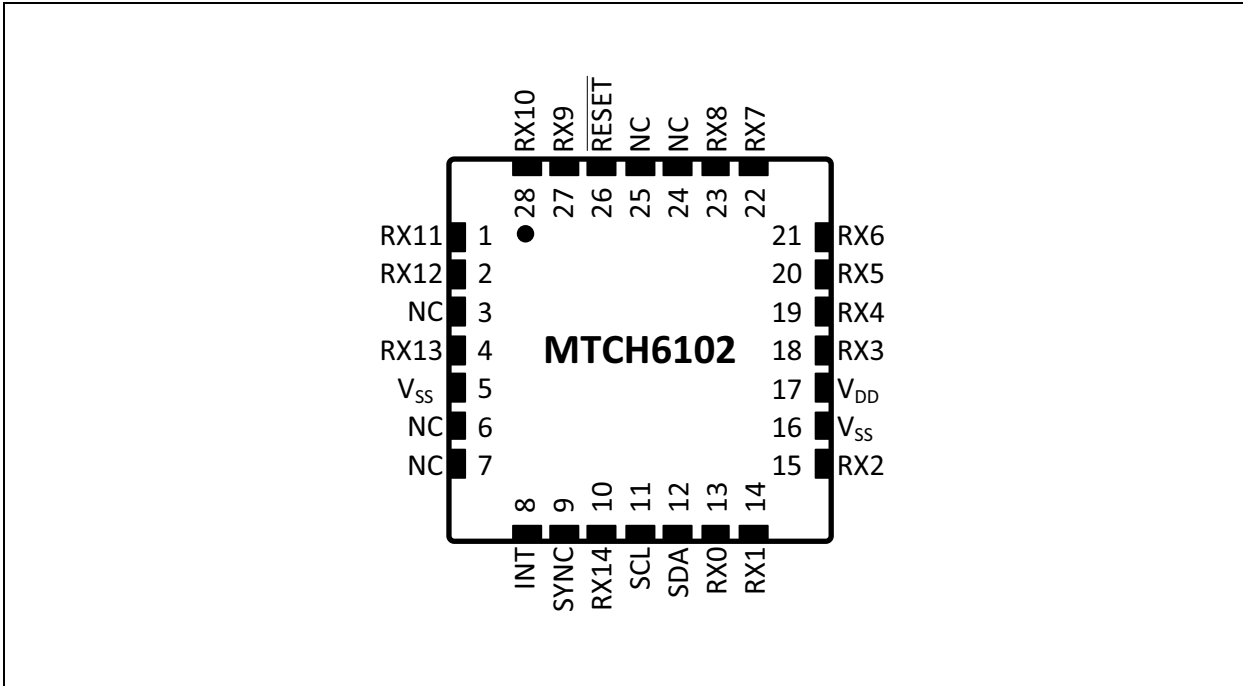 RX10
RX9
RESET
NC
NC
RX8
RX7
28
27
26
25
24
23
22
RX11 1
RX12 2
NC 3
RX13 4
VSS 5
NC 6
NC 7
MTCH6102
21 RX6
20 RX5
19 RX4
18 RX3
17 VDD
16 VSS
15 RX2
8
9
10
11
12
13
14
INT
SYNC
RX14
SCL
SDA
RX0
RX1